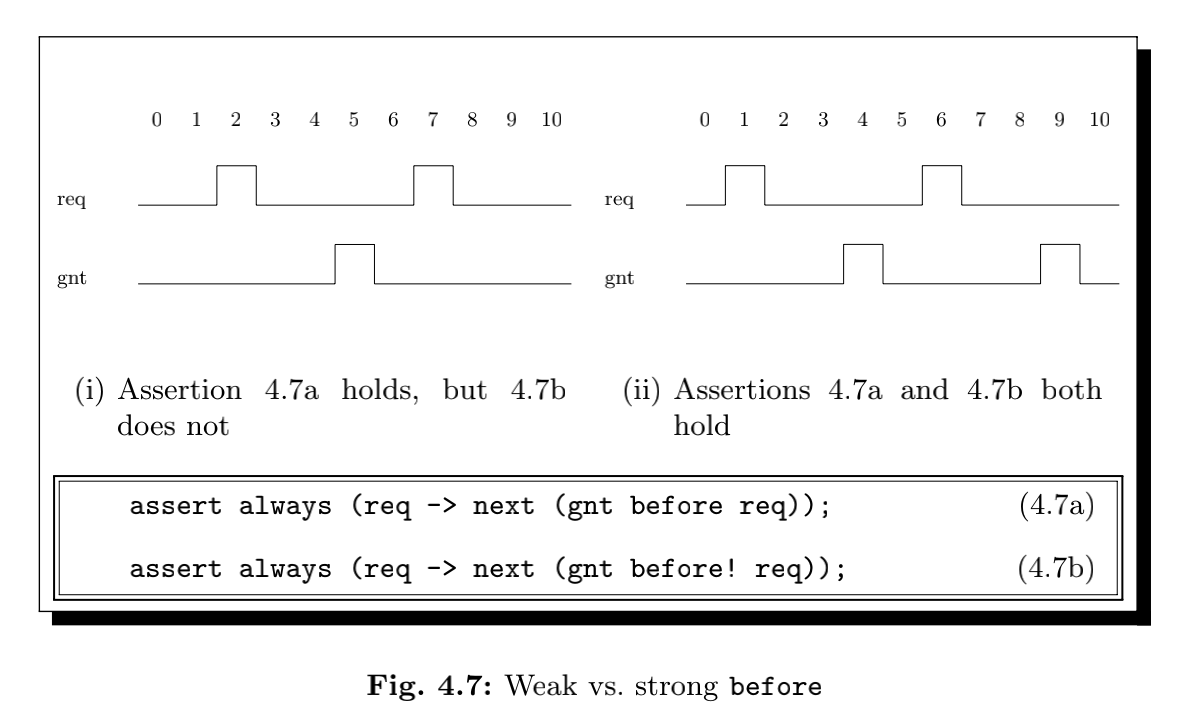 0 1 2 3 4 5 6 7 8 9 10
req
gnt
(i) Assertion 4.7a holds, but 4.7b
does not
0 1 2 3 4 5 6 7 8 9 10
req
gnt
(ii) Assertions 4.7a and 4.7b both
hold
assert always (req -> next (gnt before req)); (4.7a)
assert always (req -> next (gnt before! req)); (4.7b)
Fig. 4.7: Weak vs. strong before